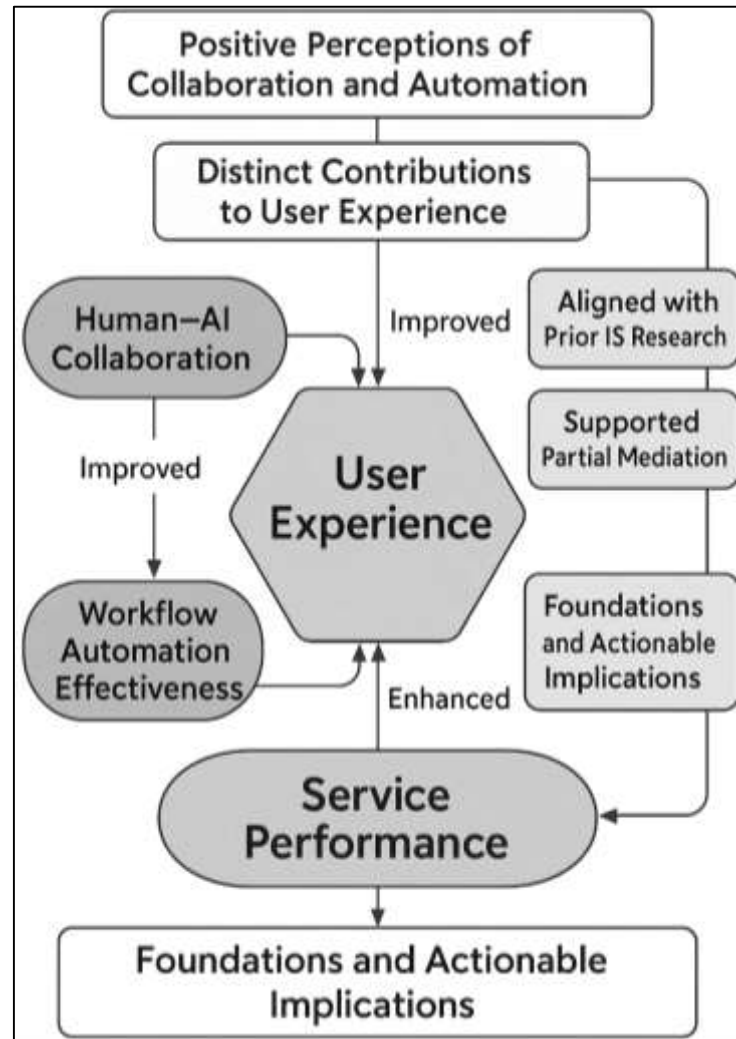 Positive Perceptions of
Collaboration and Automation
Distinct Contributions
to User Experience
Human–AI
Collaboration
Improved
Aligned with
Prior IS Research
Improved
Supported
Partial Mediation
User
Experience
Workflow
Automation
Effectiveness
Foundations
and Actionable
Implications
Enhanced
Service
Performance
Foundations and Actionable
Implications